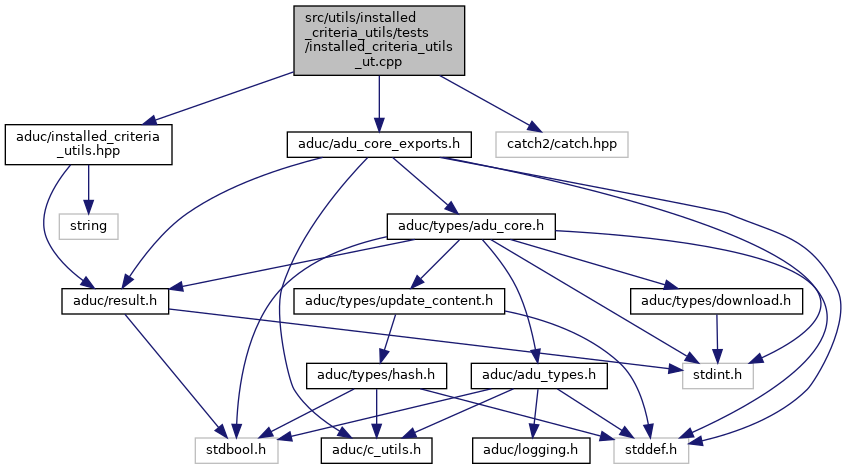 src/utils/installed
_criteria_utils/tests
/installed_criteria_utils
_ut.cpp
aduc/installed_criteria
_utils.hpp
aduc/adu_core_exports.h
catch2/catch.hpp
string
aduc/types/adu_core.h
aduc/result.h
aduc/types/update_content.h
aduc/types/download.h
aduc/types/hash.h
aduc/adu_types.h
stdint.h
stdbool.h
aduc/c_utils.h
aduc/logging.h
stddef.h